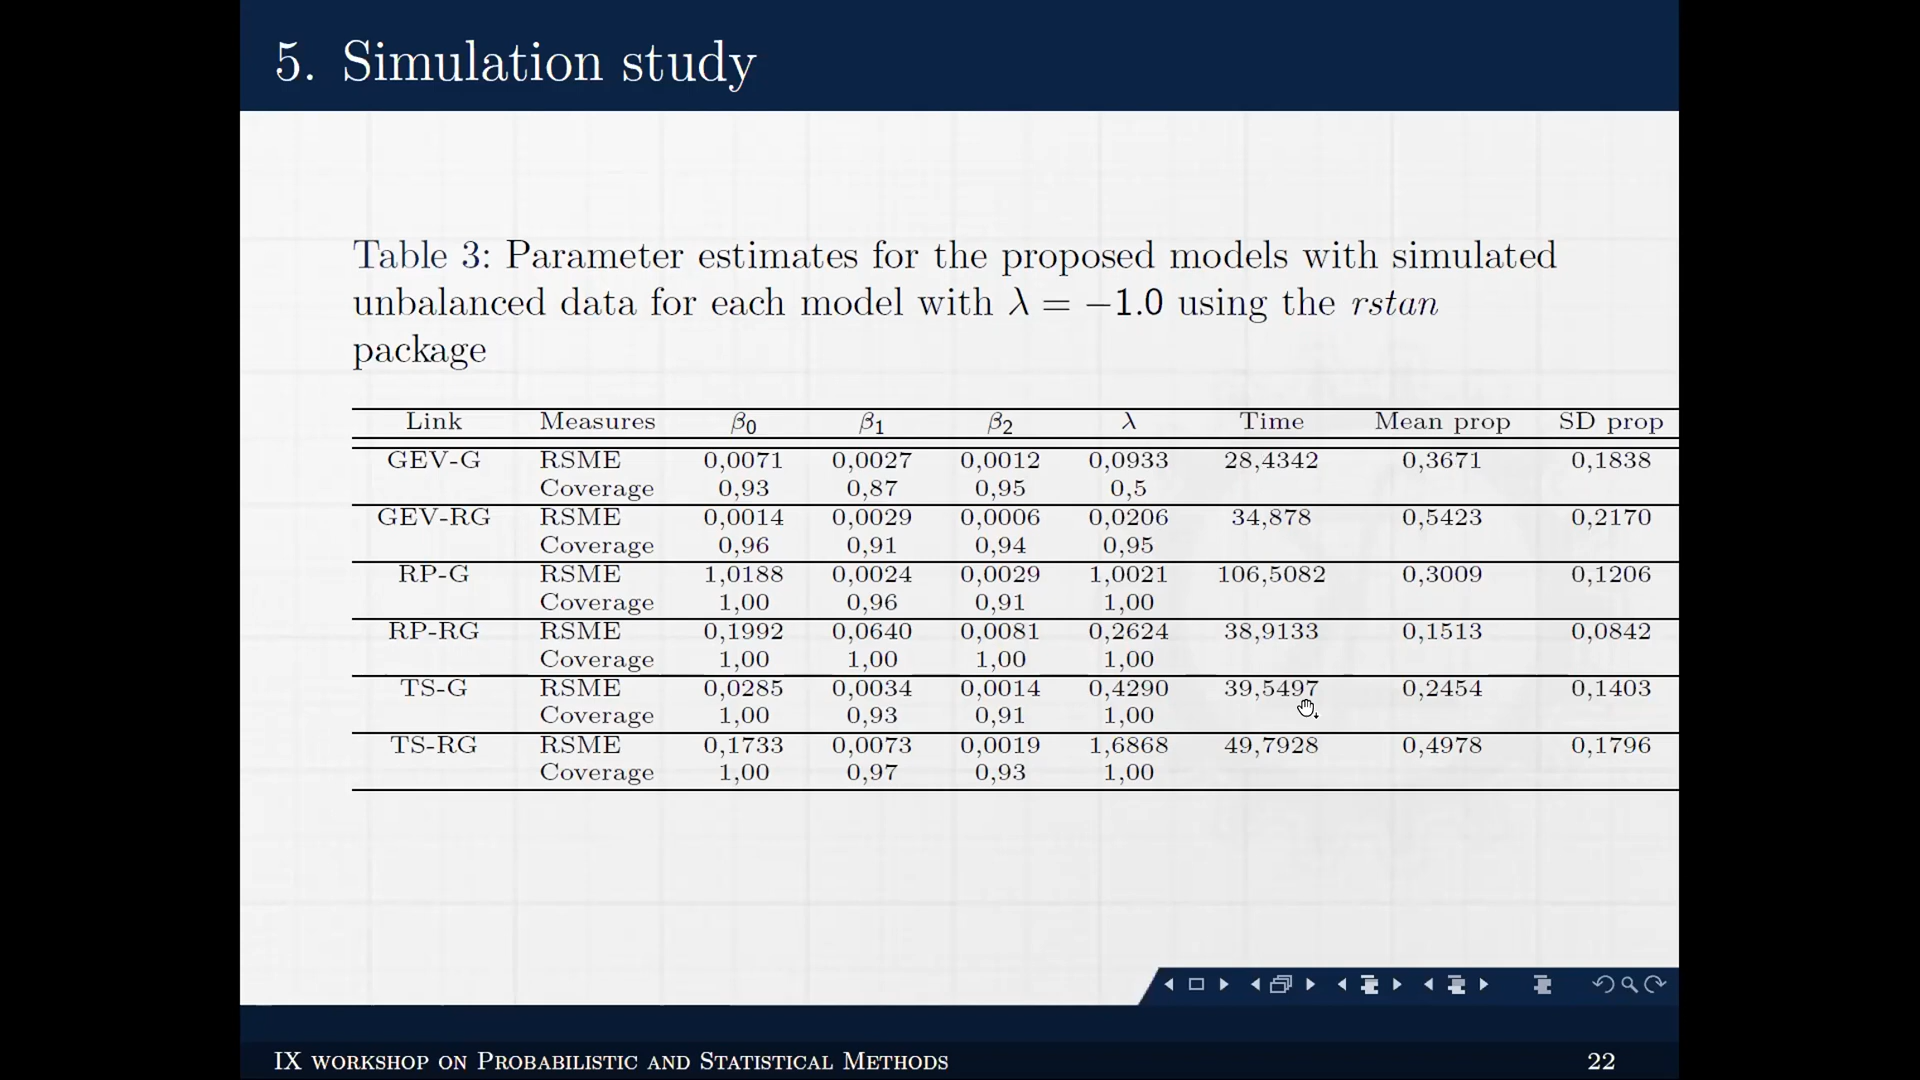 5. Simulation study
Table 3: Parameter estimates for the proposed models with simulated
unbalanced data for each model with λ = −1.0 using the rstan
package
Link Measures β0 β1 β2 λ Time Mean prop SD prop
GEV-G RSME 0,0071 0,0027 0,0012 0,0933 28,4342 0,3671 0,1838
Coverage 0,93 0,87 0,95 0,5
GEV-RG RSME 0,0014 0,0029 0,0006 0,0206 34,878 0,5423 0,2170
Coverage 0,96 0,91 0,94 0,95
RP-G RSME 1,0188 0,0024 0,0029 1,0021 106,5082 0,3009 0,1206
Coverage 1,00 0,96 0,91 1,00
RP-RG RSME 0,1992 0,0640 0,0081 0,2624 38,9133 0,1513 0,0842
Coverage 1,00 1,00 1,00 1,00
TS-G RSME 0,0285 0,0034 0,0014 0,4290 39,5497 0,2454 0,1403
Coverage 1,00 0,93 0,91 1,00
TS-RG RSME 0,1733 0,0073 0,0019 1,6868 49,7928 0,4978 0,1796
Coverage 1,00 0,97 0,93 1,00
IX WORKSHOP ON PROBABILISTIC AND STATISTICAL METHODS 22